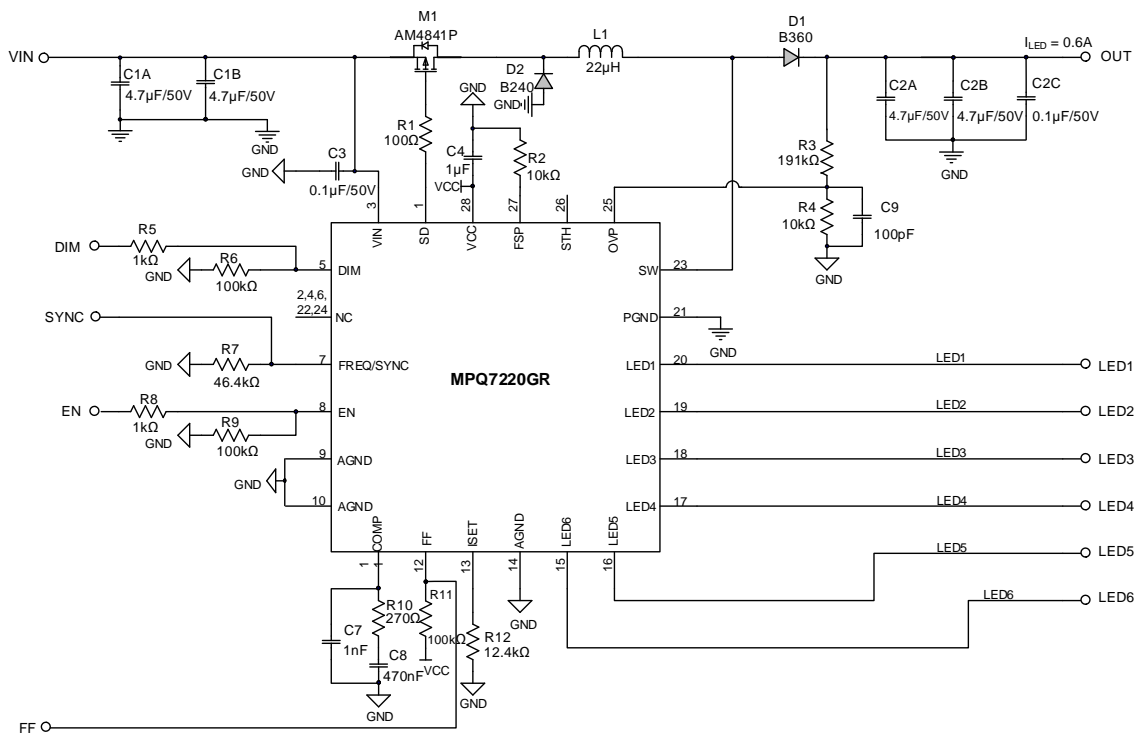 M1
AM4841P
VIN
C1A
4.7µF/50V
C1B
4.7µF/50V
GND
L1
22µH
D2
B240
GND
GND
D1
B360
I_LED = 0.6A
OUT
C2A
4.7µF/50V
C2B
4.7µF/50V
C2C
0.1µF/50V
GND
R1
100Ω
C4
1µF
VCC
R2
10kΩ
GND
C3
0.1µF/50V
R3
191kΩ
R4
10kΩ
C9
100pF
GND
3
1
28
27
26
25
VIN
SD
VCC
FSP
STH
OVP
DIM
R5
1kΩ
GND
R6
100kΩ
5
DIM
2,4,6,
22,24
NC
SYNC
GND
R7
46.4kΩ
7
FREQ/SYNC
EN
R8
1kΩ
GND
R9
100kΩ
8
EN
GND
9
AGND
10
AGND
MPQ7220GR
SW
23
PGND
21
GND
LED1
20
LED1
LED1
LED2
19
LED2
LED2
LED3
18
LED3
LED3
LED4
17
LED4
LED4
LED5
LED5
LED6
LED6
COMP
FF
ISET
AGND
LED6
LED5
1
1
12
13
14
15
16
C7
1nF
R10
270Ω
C8
470nF
GND
R11
100kΩ
VCC
R12
12.4kΩ
GND
GND
FF